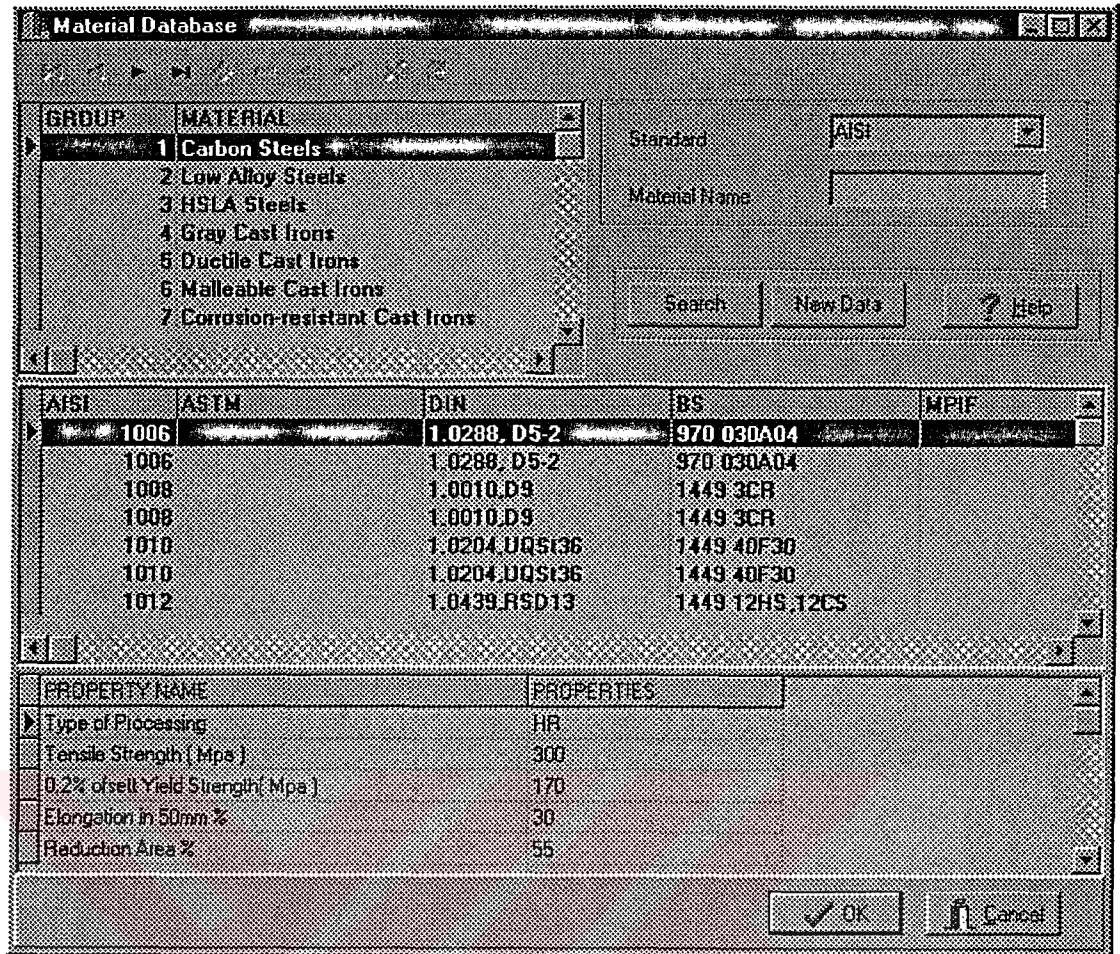 Material Database
GROUP MATERIAL
1 Carbon Steels
2 Low Alloy Steels
3 HSLA Steels
4 Gray Cast Irons
5 Ductile Cast Irons
6 Malleable Cast Irons
7 Corrosion-resistant Cast Irons
Standard AISI
Material Name
Search New Data ? Help
AISI ASTM DIN BS MPIF
1006 1.0288, D5-2 970 030A04
1006 1.0288, D5-2 970 030A04
1008 1.0010,D9 1449 3CR
1008 1.0010,D9 1449 3CR
1010 1.0204,UQSt36 1449 40F30
1010 1.0204,UQSt36 1449 40F30
1012 1.0439,RSD13 1449 12HS,12CS
PROPERTY NAME PROPERTIES
Type of Processing HR
Tensile Strength ( Mpa ) 300
0.2% ofsett Yield Strength( Mpa ) 170
Elongation in 50mm % 30
Reduction Area % 55
OK Cancel